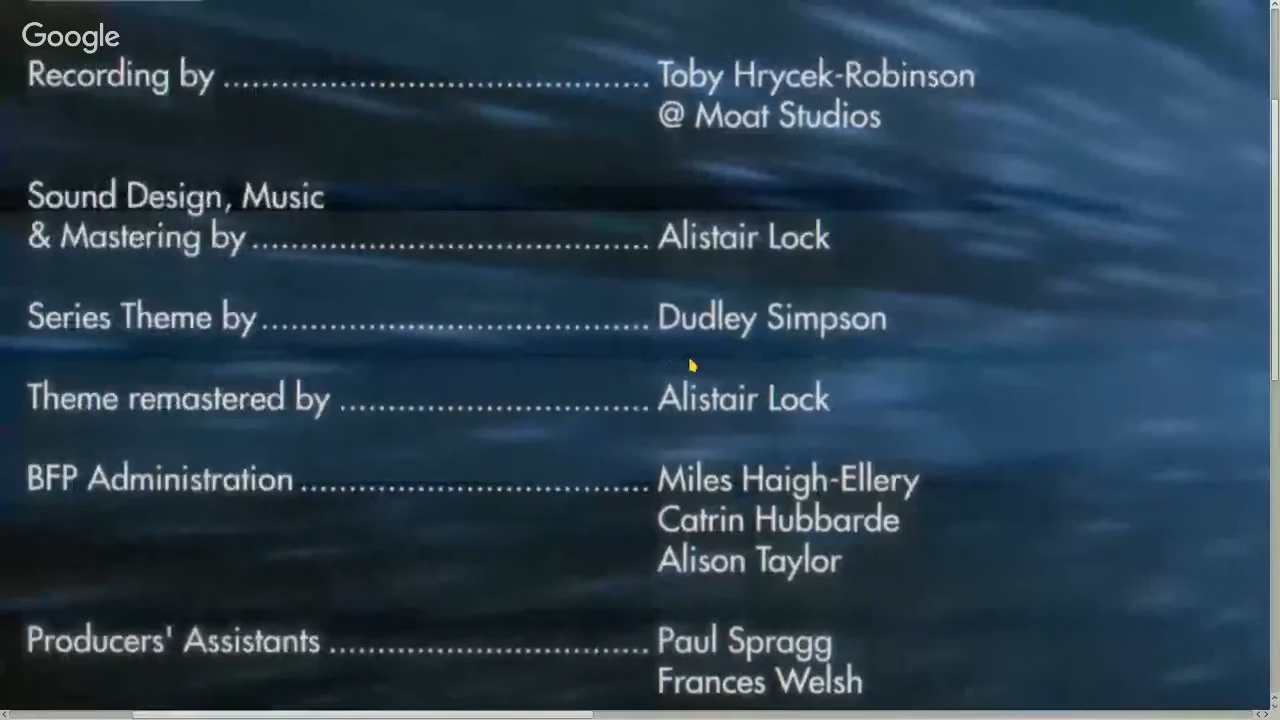 Google
Recording by ........................................... Toby Hrycek-Robinson
@ Moat Studios
Sound Design, Music
& Mastering by ........................................ Alistair Lock
Series Theme by ....................................... Dudley Simpson
Theme remastered by ............................... Alistair Lock
BFP Administration ................................... Miles Haigh-Ellery
Catrin Hubbarde
Alison Taylor
Producers' Assistants ................................ Paul Spragg
Frances Welsh